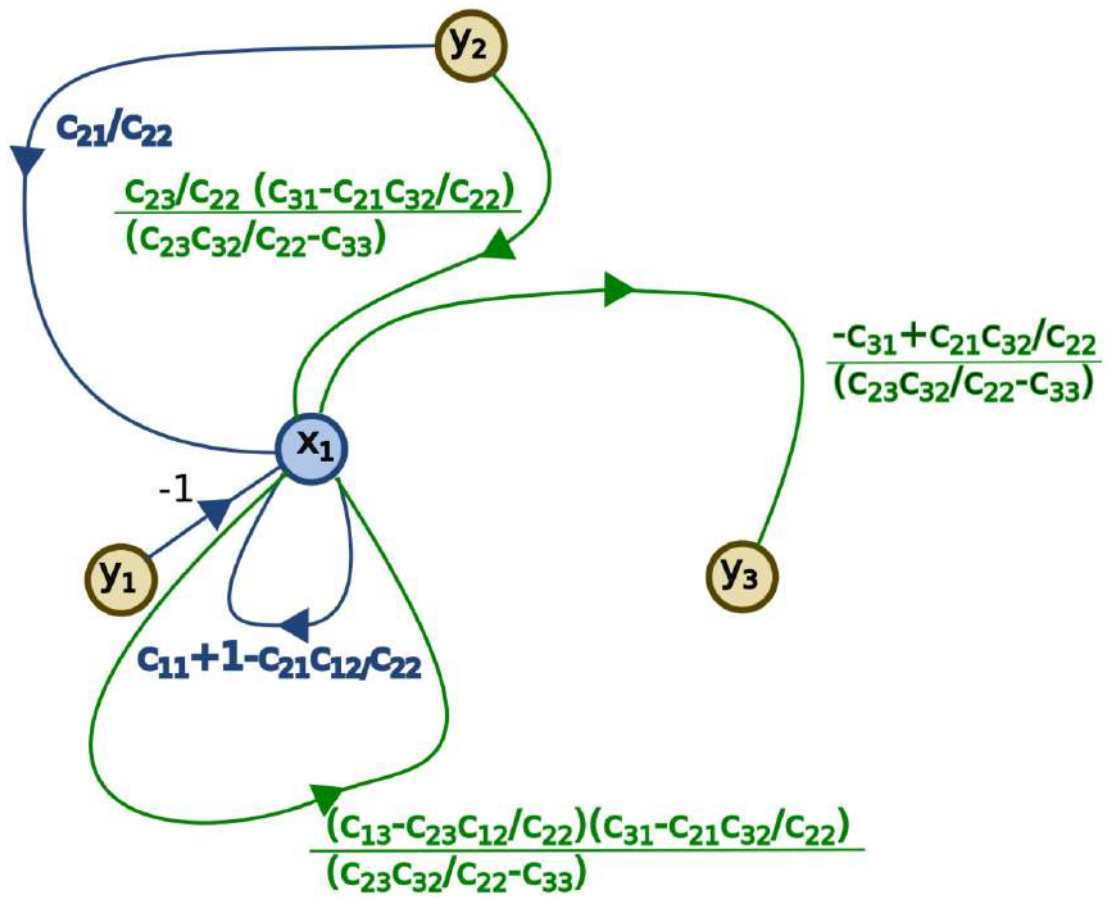 y₂
c₂₁/c₂₂
c₂₃/c₂₂ (c₃₁-c₂₁c₃₂/c₂₂)
(c₂₃c₃₂/c₂₂-c₃₃)
-c₃₁+c₂₁c₃₂/c₂₂
(c₂₃c₃₂/c₂₂-c₃₃)
x₁
-1
y₁
y₃
c₁₁+1-c₂₁c₁₂/c₂₂
(c₁₃-c₂₃c₁₂/c₂₂)(c₃₁-c₂₁c₃₂/c₂₂)
(c₂₃c₃₂/c₂₂-c₃₃)